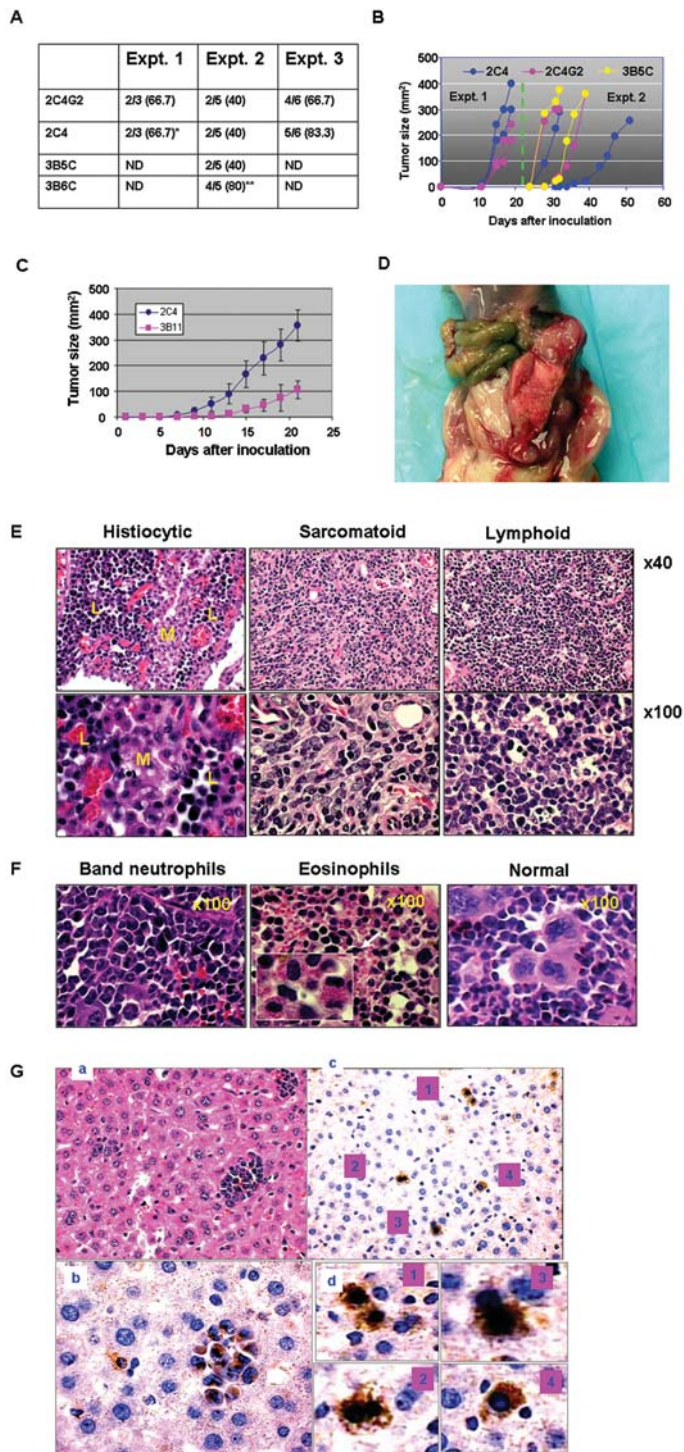 A
Expt. 1 Expt. 2 Expt. 3
2C4G2 2/3 (66.7) 2/5 (40) 4/6 (66.7)
2C4 2/3 (66.7)* 2/5 (40) 5/6 (83.3)
3B5C ND 2/5 (40) ND
3B6C ND 4/5 (80)** ND
B
Tumor size (mm²)
500
400
300
200
100
0
2C4 2C4G2 3B5C
Expt. 1 Expt. 2
0 10 20 30 40 50 60
Days after inoculation
C
Tumor size (mm²)
500
400
300
200
100
0
2C4
3B11
0 5 10 15 20 25
Days after inoculation
D
E
Histiocytic Sarcomatoid Lymphoid
x40
L M L
x100
L M L
F
Band neutrophils Eosinophils Normal
x100 x100 x100
G
a c
1
2 4
3
b d 1 3
2 4